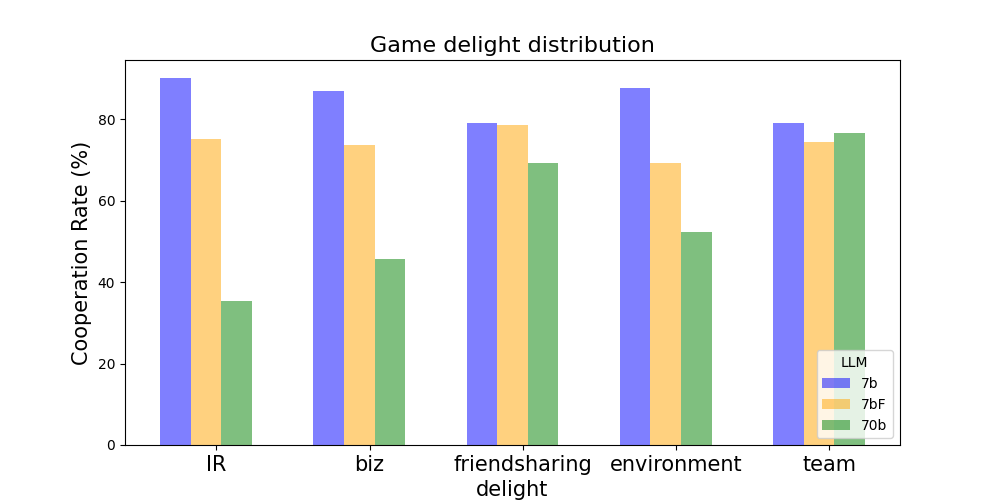 Game delight distribution
Cooperation Rate (%)
80
60
40
20
0
LLM
7b
7bF
70b
IR biz friendsharing environment team
delight